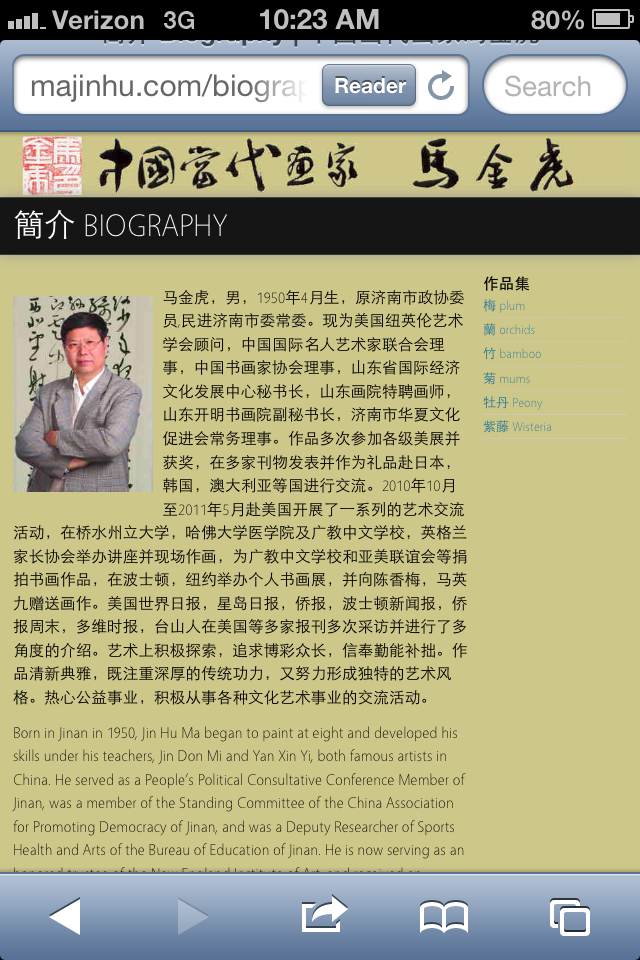 Verizon 3G 10:23 AM 80%
majinhu.com/biogra
Reader
Search
中國當代画家 馬金虎
簡介 BIOGRAPHY
马金虎，男，1950年4月生，原济南市政协委
员,民进济南市委常委。现为美国纽英伦艺术
学会顾问，中国国际名人艺术家联合会理
事，中国书画家协会理事，山东省国际经济
文化发展中心秘书长，山东画院特聘画师，
山东开明书画院副秘书长，济南市华夏文化
促进会常务理事。作品多次参加各级美展并
获奖，在多家刊物发表并作为礼品赴日本，
韩国，澳大利亚等国进行交流。2010年10月
至2011年5月赴美国开展了一系列的艺术交流
活动，在桥水州立大学，哈佛大学医学院及广教中文学校，英格兰
家长协会举办讲座并现场作画，为广教中文学校和亚美联谊会等捐
拍书画作品，在波士顿，纽约举办个人书画展，并向陈香梅，马英
九赠送画作。美国世界日报，星岛日报，侨报，波士顿新闻报，侨
报周末，多维时报，台山人在美国等多家报刊多次采访并进行了多
角度的介绍。艺术上积极探索，追求博彩众长，信奉勤能补拙。作
品清新典雅，既注重深厚的传统功力，又努力形成独特的艺术风
格。热心公益事业，积极从事各种文化艺术事业的交流活动。
Born in Jinan in 1950, Jin Hu Ma began to paint at eight and developed his
skills under his teachers, Jin Don Mi and Yan Xin Yi, both famous artists in
China. He served as a People's Political Consultative Conference Member of
Jinan, was a member of the Standing Committee of the China Association
for Promoting Democracy of Jinan, and was a Deputy Researcher of Sports
Health and Arts of the Bureau of Education of Jinan. He is now serving as an
作品集
梅 plum
蘭 orchids
竹 bamboo
菊 mums
牡丹 Peony
紫藤 Wisteria